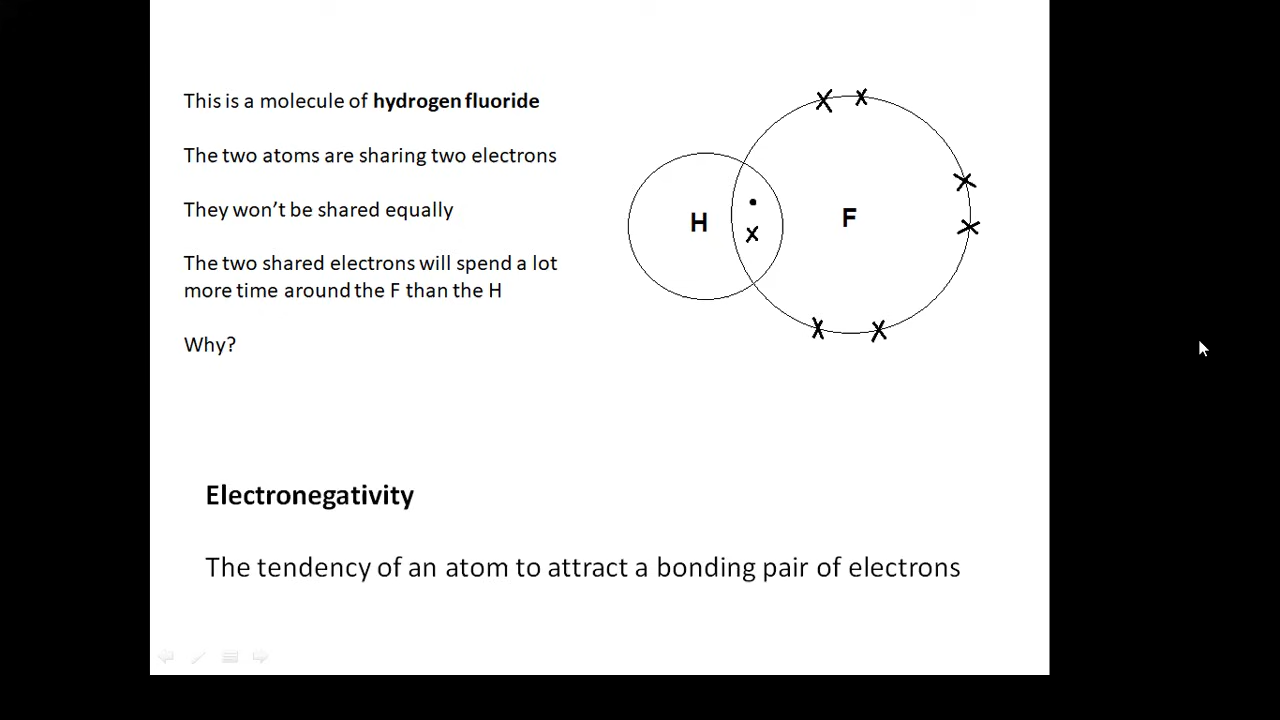 This is a molecule of hydrogen fluoride
The two atoms are sharing two electrons
They won’t be shared equally
The two shared electrons will spend a lot
more time around the F than the H
Why?
H
F
Electronegativity
The tendency of an atom to attract a bonding pair of electrons